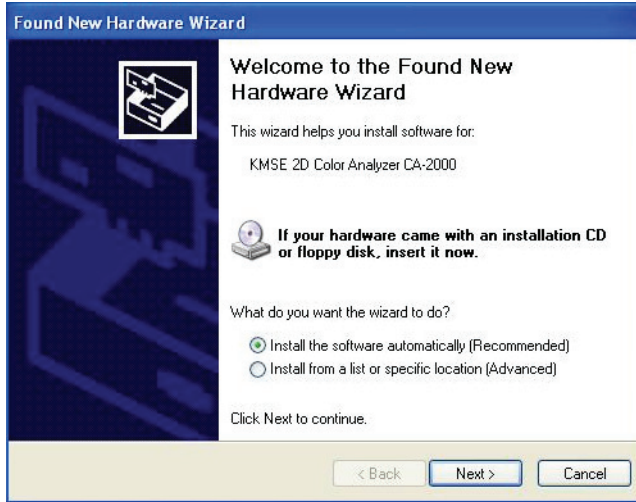 Found New Hardware Wizard
Welcome to the Found New
Hardware Wizard
This wizard helps you install software for:
KMSE 2D Color Analyzer CA-2000
If your hardware came with an installation CD
or floppy disk, insert it now.
What do you want the wizard to do?
Install the software automatically (Recommended)
Install from a list or specific location (Advanced)
Click Next to continue.
< Back Next > Cancel